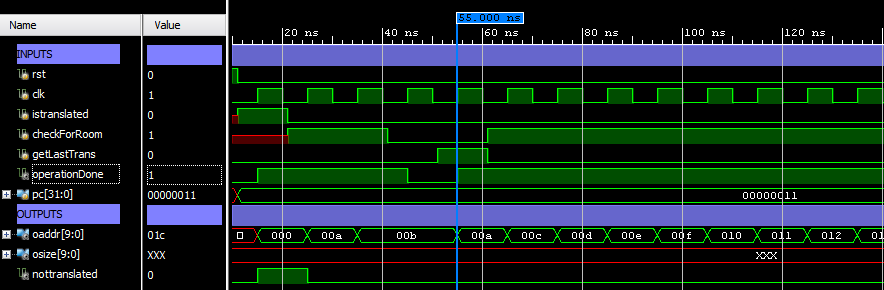 55.000 ns
Name Value 20 ns 40 ns 60 ns 80 ns 100 ns 120 ns
INPUTS
rst 0
clk 1
istranslated 0
checkForRoom 1
getLastTrans 0
operationDone 1
pc[31:0] 00000011 00000011
OUTPUTS
oaddr[9:0] 01c 000 00a 00b 00a 00c 00d 00e 00f 010 011 012 01
osize[9:0] XXX XXX
nottranslated 0